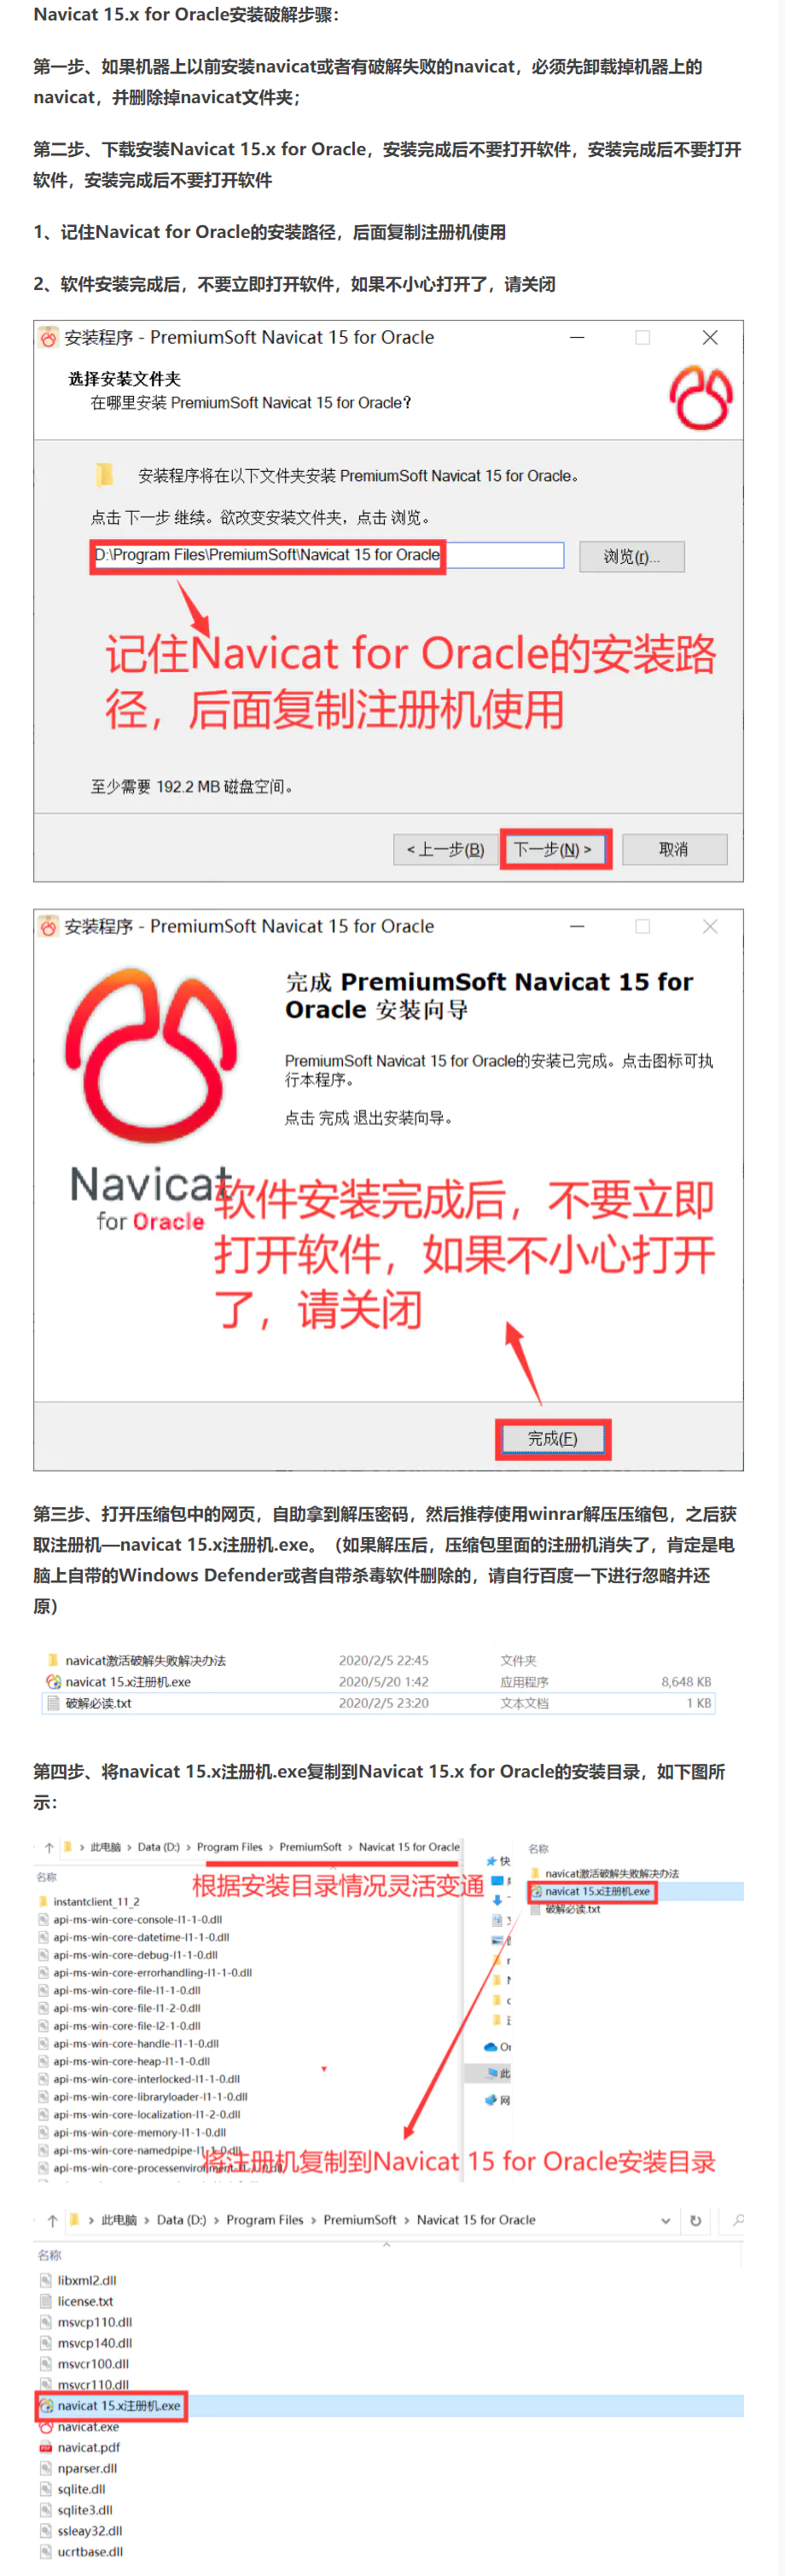 Navicat 15.x for Oracle安装破解步骤：
第一步、如果机器上以前安装navicat或者有破解失败的navicat，必须先卸载掉机器上的
navicat，并删除掉navicat文件夹；
第二步、下载安装Navicat 15.x for Oracle，安装完成后不要打开软件，安装完成后不要打开
软件，安装完成后不要打开软件
1、记住Navicat for Oracle的安装路径，后面复制注册机使用
2、软件安装完成后，不要立即打开软件，如果不小心打开了，请关闭
安装程序 - PremiumSoft Navicat 15 for Oracle
选择安装文件夹
在哪里安装 PremiumSoft Navicat 15 for Oracle？
安装程序将在以下文件夹安装 PremiumSoft Navicat 15 for Oracle。
点击 下一步 继续。欲改变安装文件夹，点击 浏览。
D:\Program Files\PremiumSoft\Navicat 15 for Oracle
浏览(r)...
记住Navicat for Oracle的安装路
径，后面复制注册机使用
至少需要 192.2 MB 磁盘空间。
< 上一步(B)
下一步(N) >
取消
安装程序 - PremiumSoft Navicat 15 for Oracle
完成 PremiumSoft Navicat 15 for
Oracle 安装向导
PremiumSoft Navicat 15 for Oracle的安装已完成。点击图标可执
行本程序。
点击 完成 退出安装向导。
Navicat
for Oracle
软件安装完成后，不要立即
打开软件，如果不小心打开
了，请关闭
完成(F)
第三步、打开压缩包中的网页，自助拿到解压密码，然后推荐使用winrar解压压缩包，之后获
取注册机—navicat 15.x注册机.exe。（如果解压后，压缩包里面的注册机消失了，肯定是电
脑上自带的Windows Defender或者自带杀毒软件删除的，请自行百度一下进行忽略并还
原）
navicat激活破解失败解决办法 2020/2/5 22:45 文件夹
navicat 15.x注册机.exe 2020/5/20 1:42 应用程序 8,648 KB
破解必读.txt 2020/2/5 23:20 文本文档 1 KB
第四步、将navicat 15.x注册机.exe复制到Navicat 15.x for Oracle的安装目录，如下图所
示：
此电脑 > Data (D:) > Program Files > PremiumSoft > Navicat 15 for Oracle
名称
根据安装目录情况灵活变通
instantclient_11_2
api-ms-win-core-console-l1-1-0.dll
api-ms-win-core-datetime-l1-1-0.dll
api-ms-win-core-debug-l1-1-0.dll
api-ms-win-core-errorhandling-l1-1-0.dll
api-ms-win-core-file-l1-1-0.dll
api-ms-win-core-file-l1-2-0.dll
api-ms-win-core-file-l2-1-0.dll
api-ms-win-core-handle-l1-1-0.dll
api-ms-win-core-heap-l1-1-0.dll
api-ms-win-core-interlocked-l1-1-0.dll
api-ms-win-core-libraryloader-l1-1-0.dll
api-ms-win-core-localization-l1-2-0.dll
api-ms-win-core-memory-l1-1-0.dll
api-ms-win-core-namedpipe-l1-1-0.dll
api-ms-win-core-processenvironment-l1-1-0.dll
快
此
网
名称
navicat激活破解失败解决办法
navicat 15.x注册机.exe
破解必读.txt
将注册机复制到Navicat 15 for Oracle安装目录
此电脑 > Data (D:) > Program Files > PremiumSoft > Navicat 15 for Oracle
名称
libxml2.dll
license.txt
msvcp110.dll
msvcp140.dll
msvcr100.dll
msvcr110.dll
navicat 15.x注册机.exe
navicat.exe
navicat.pdf
nparser.dll
sqlite.dll
sqlite3.dll
ssleay32.dll
ucrtbase.dll